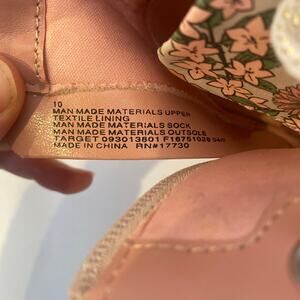 10
MAN MADE MATERIALS UPPER
TEXTILE LINING
MAN MADE MATERIALS SOCK
MAN MADE MATERIALS OUTSOLE
TARGET 093013801 F16751028
MADE IN CHINA RN#17730